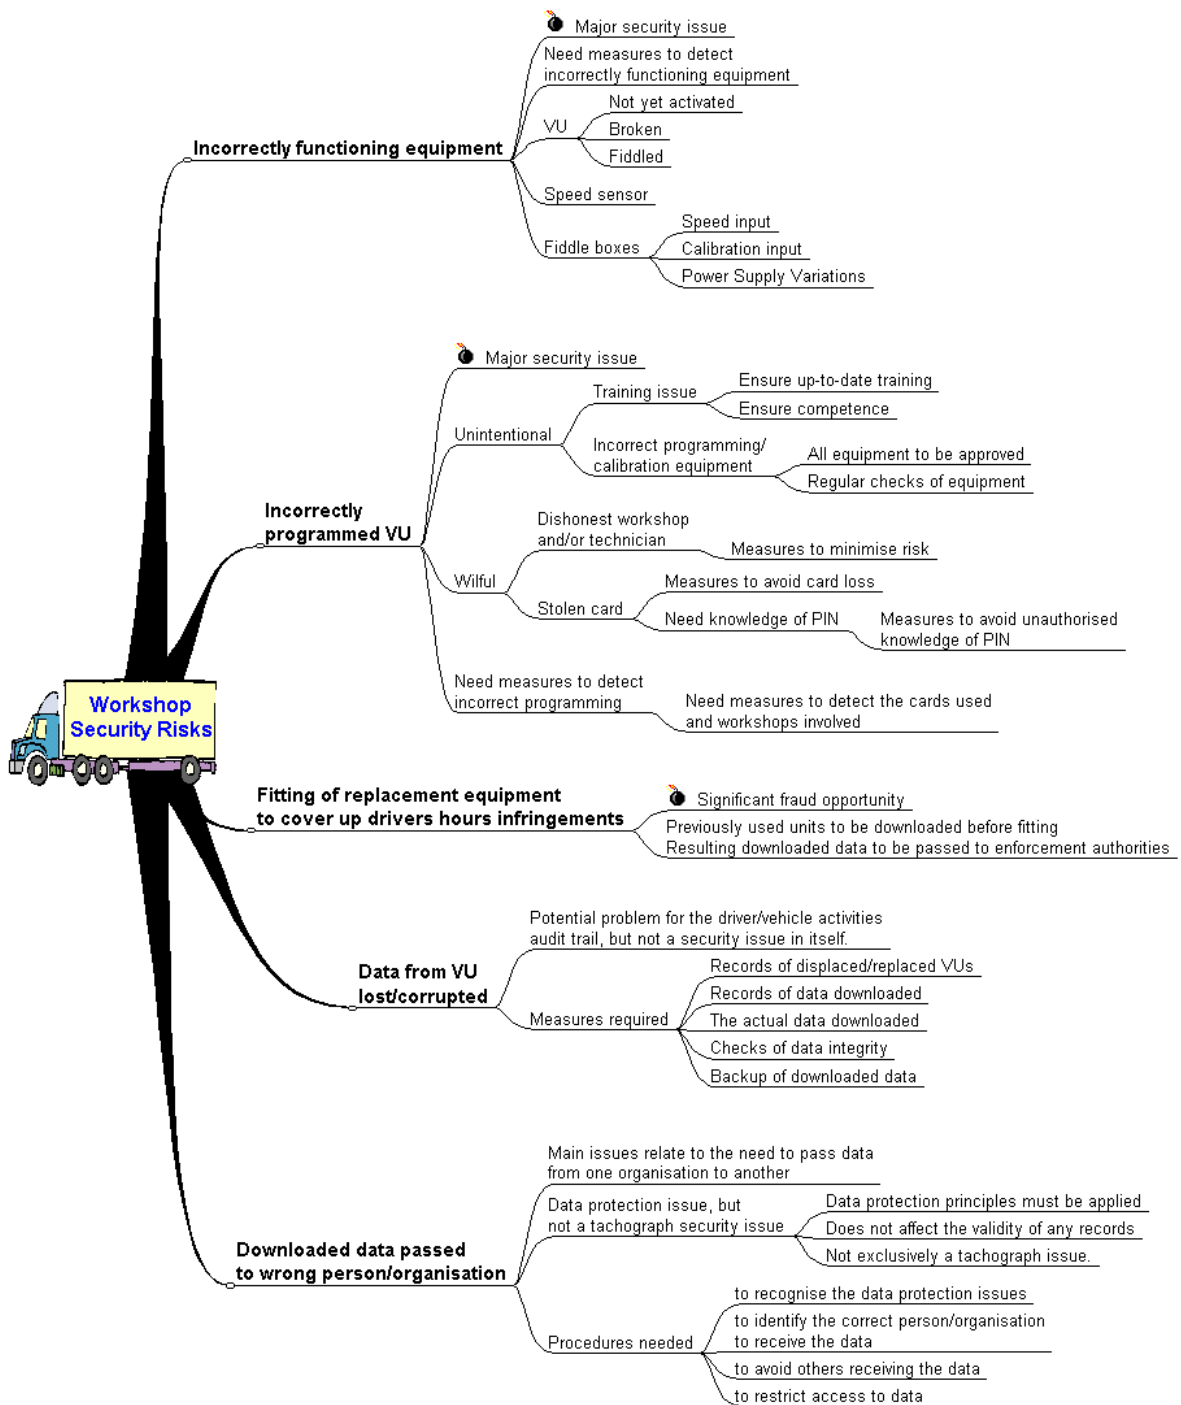 Major security issue
Need measures to detect
incorrectly functioning equipment
Not yet activated
VU
Broken
Fiddled
Incorrectly functioning equipment
Speed sensor
Speed input
Fiddle boxes
Calibration input
Power Supply Variations
Major security issue
Ensure up-to-date training
Training issue
Ensure competence
Unintentional
Incorrect programming/
calibration equipment
All equipment to be approved
Regular checks of equipment
Incorrectly
programmed VU
Dishonest workshop
and/or technician
Measures to minimise risk
Wilful
Measures to avoid card loss
Stolen card
Need knowledge of PIN
Measures to avoid unauthorised
knowledge of PIN
Need measures to detect
incorrect programming
Need measures to detect the cards used
and workshops involved
Workshop
Security Risks
Fitting of replacement equipment
to cover up drivers hours infringements
Significant fraud opportunity
Previously used units to be downloaded before fitting
Resulting downloaded data to be passed to enforcement authorities
Potential problem for the driver/vehicle activities
audit trail, but not a security issue in itself.
Data from VU
lost/corrupted
Records of displaced/replaced VUs
Records of data downloaded
Measures required
The actual data downloaded
Checks of data integrity
Backup of downloaded data
Main issues relate to the need to pass data
from one organisation to another
Data protection issue, but
not a tachograph security issue
Data protection principles must be applied
Does not affect the validity of any records
Not exclusively a tachograph issue.
Downloaded data passed
to wrong person/organisation
to recognise the data protection issues
to identify the correct person/organisation
to receive the data
Procedures needed
to avoid others receiving the data
to restrict access to data